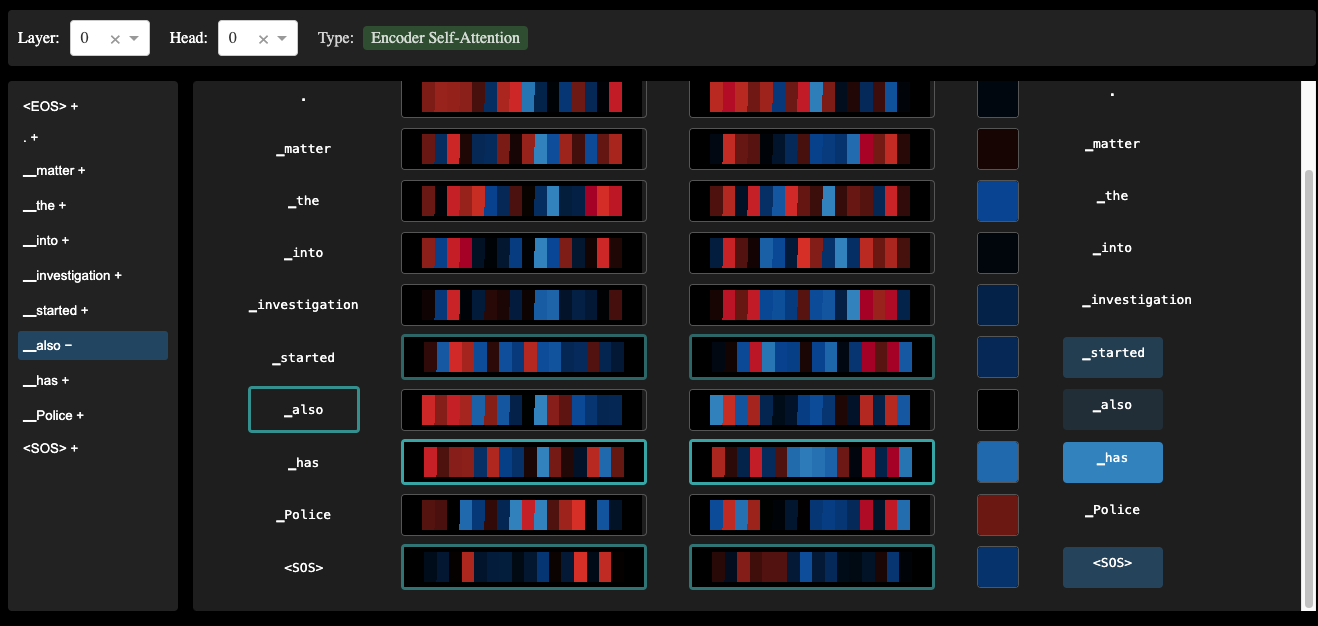 Layer: 0 × Head: 0 × Type: Encoder Self-Attention
<EOS> +
. +
__matter +
__the +
__into +
__investigation +
__started +
__also −
__has +
__Police +
<SOS> +
. .
_matter _matter
_the _the
_into _into
_investigation _investigation
_started _started
_also _also
_has _has
_Police _Police
<SOS> <SOS>